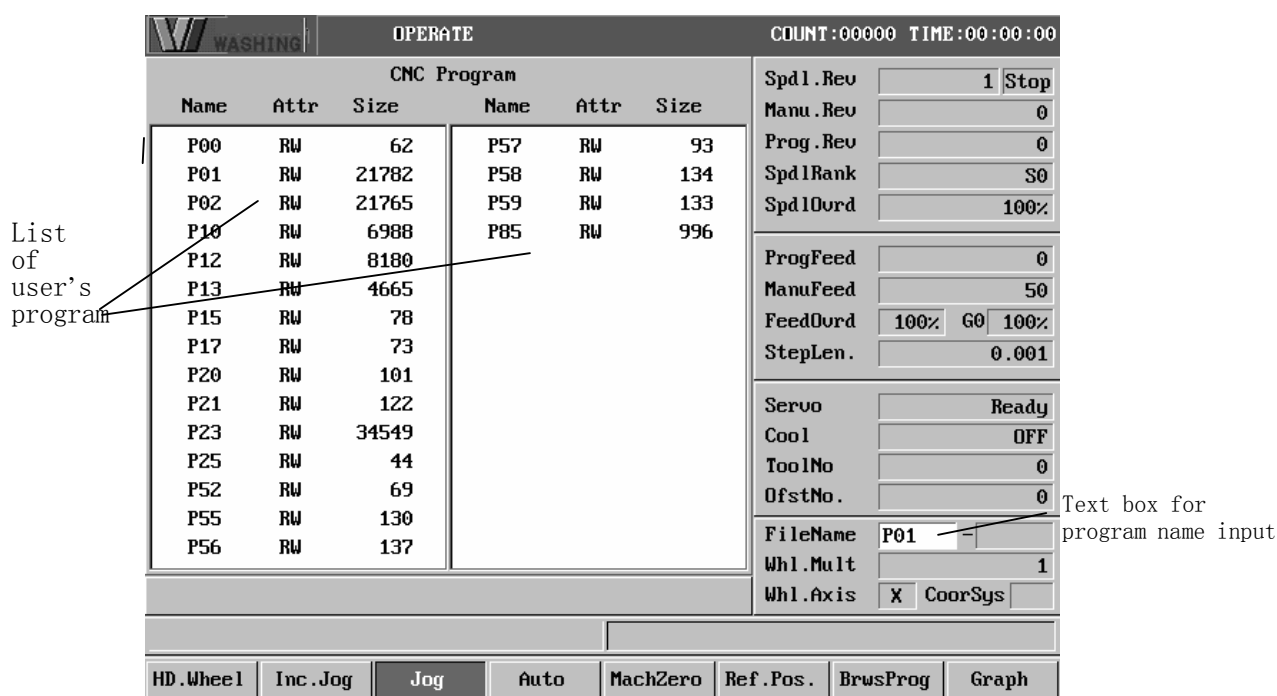 WASHING OPERATE COUNT:00000 TIME:00:00:00
CNC Program
Name Attr Size Name Attr Size
P00 RW 62 P57 RW 93
P01 RW 21782 P58 RW 134
P02 RW 21765 P59 RW 133
P10 RW 6988 P85 RW 996
P12 RW 8180
P13 RW 4665
P15 RW 78
P17 RW 73
P20 RW 101
P21 RW 122
P23 RW 34549
P25 RW 44
P52 RW 69
P55 RW 130
P56 RW 137
List
of
user's
program
Spdl.Rev 1 Stop
Manu.Rev 0
Prog.Rev 0
SpdlRank S0
SpdlOvrd 100%
ProgFeed 0
ManuFeed 50
FeedOvrd 100% G0 100%
StepLen. 0.001
Servo Ready
Cool OFF
ToolNo 0
OfstNo. 0
FileName P01 -
Whl.Mult 1
Whl.Axis X CoorSys
Text box for
program name input
HD.Wheel Inc.Jog Jog Auto MachZero Ref.Pos. BrwsProg Graph